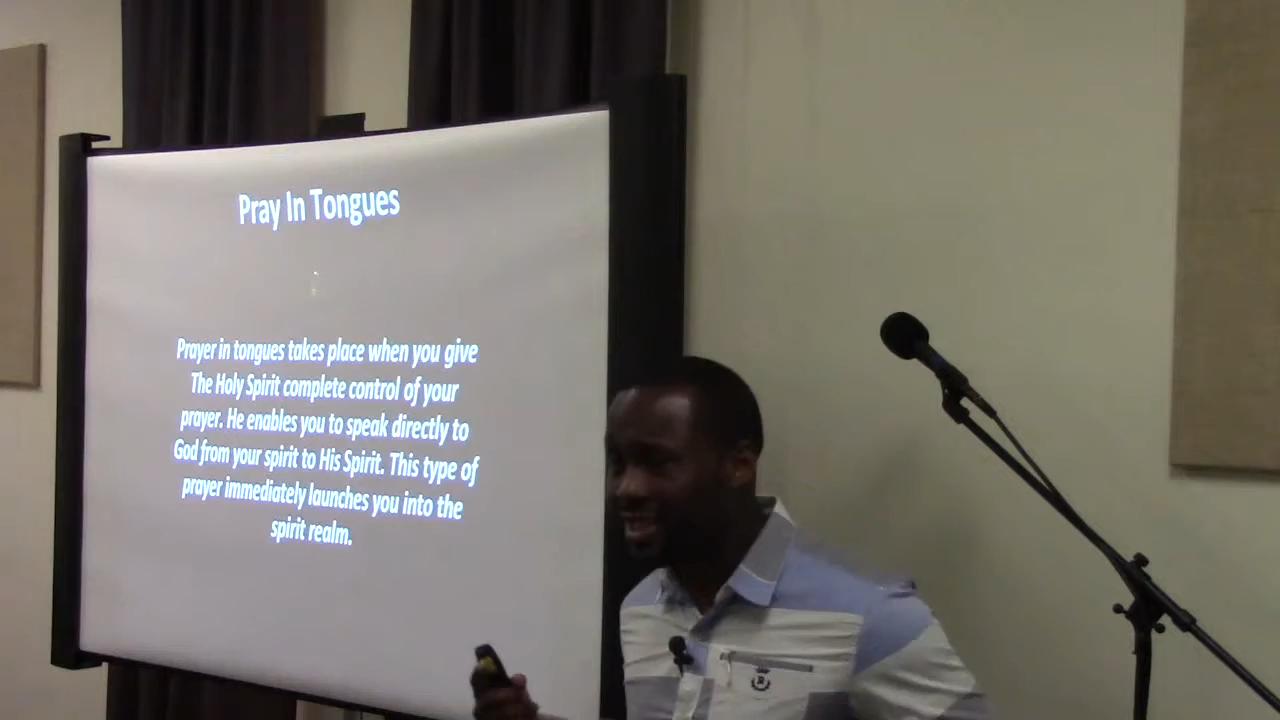 Pray In Tongues
Prayer in tongues takes place when you give
The Holy Spirit complete control of your
prayer. He enables you to speak directly to
God from your spirit to His Spirit. This type of
prayer immediately launches you into the
spirit realm.